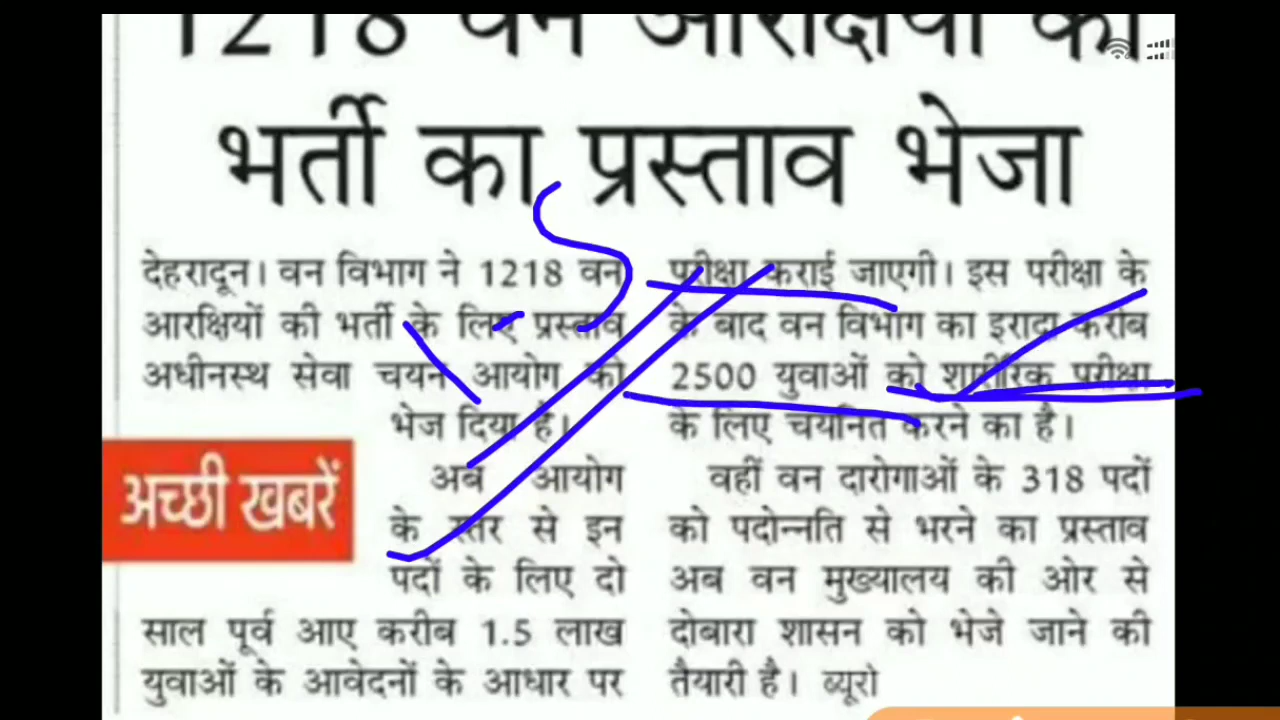 1218 वन आरक्षियों की
भर्ती का प्रस्ताव भेजा
देहरादून। वन विभाग ने 1218 वन
आरक्षियों की भर्ती के लिए प्रस्ताव
अधीनस्थ सेवा चयन आयोग को
भेज दिया है।
अब आयोग
के स्तर से इन
पदों के लिए दो
साल पूर्व आए करीब 1.5 लाख
युवाओं के आवेदनों के आधार पर
अच्छी खबरें
परीक्षा कराई जाएगी। इस परीक्षा के
के बाद वन विभाग का इरादा करीब
2500 युवाओं को शारीरिक परीक्षा
के लिए चयनित करने का है।
वहीं वन दारोगाओं के 318 पदों
को पदोन्नति से भरने का प्रस्ताव
अब वन मुख्यालय की ओर से
दोबारा शासन को भेजे जाने की
तैयारी है। ब्यूरो